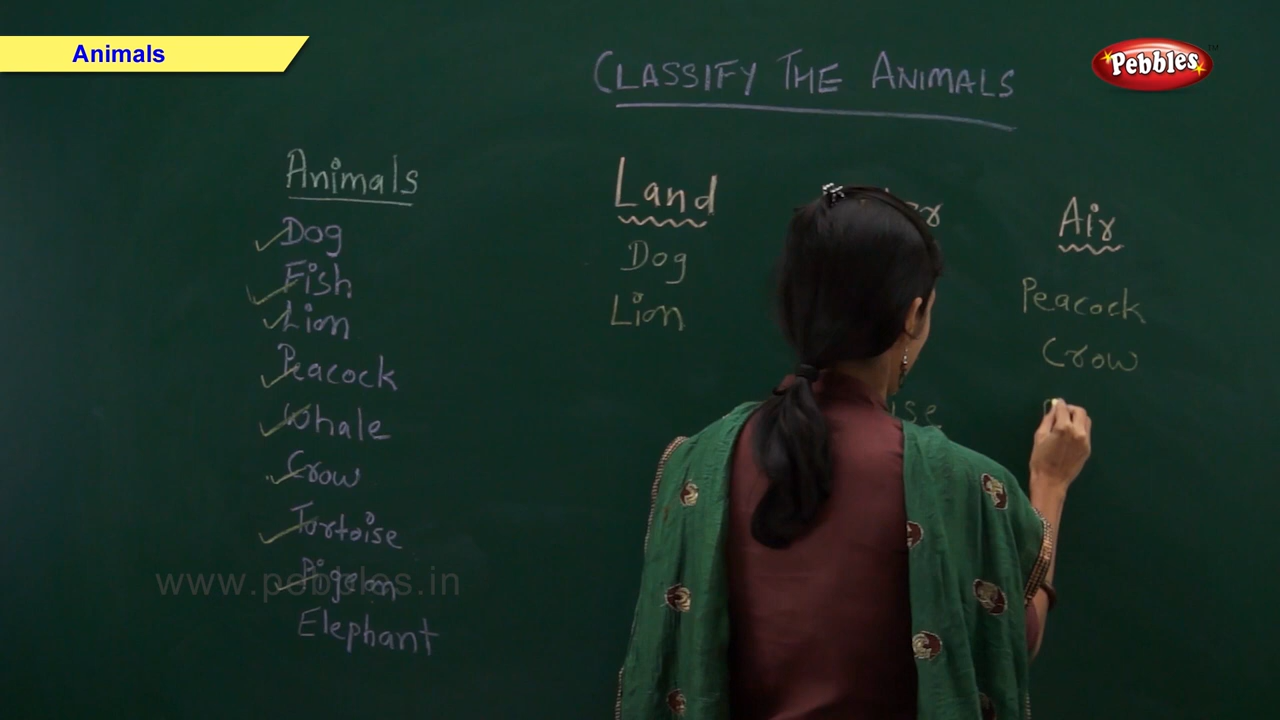 Animals
Pebbles™
CLASSIFY THE ANIMALS
Animals
Dog
Fish
Lion
Peacock
Whale
Crow
Tortoise
Pigeon
Elephant
www.pebbles.in
Land
Dog
Lion
Air
Peacock
Crow